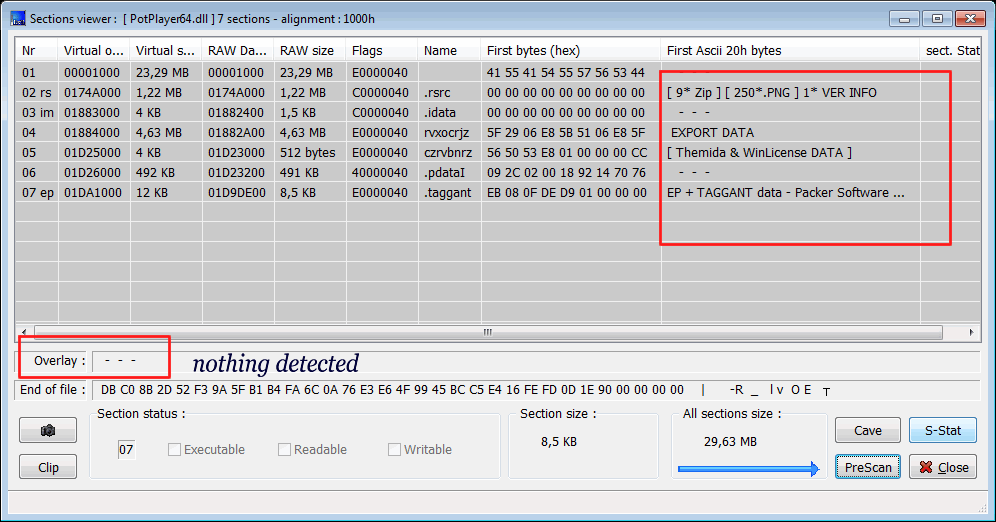 Sections viewer : [ PotPlayer64.dll ] 7 sections - alignment : 1000h
Nr Virtual o... Virtual s... RAW Da... RAW size Flags Name First bytes (hex) First Ascii 20h bytes sect. Stat
01 00001000 23,29 MB 00001000 23,29 MB E0000040 41 55 41 54 55 57 56 53 44 - - -
02 rs 0174A000 1,22 MB 0174A000 1,22 MB C0000040 .rsrc 00 00 00 00 00 00 00 00 00 [ 9* Zip ] [ 250*.PNG ] 1* VER INFO
03 im 01883000 4 KB 01882400 1,5 KB C0000040 .idata 00 00 00 00 00 00 00 00 00 - - -
04 01884000 4,63 MB 01882A00 4,63 MB E0000040 rvxocrjz 5F 29 06 E8 5B 51 06 E8 5F EXPORT DATA
05 01D25000 4 KB 01D23000 512 bytes E0000040 czrvbnrz 56 50 53 E8 01 00 00 00 CC [ Themida & WinLicense DATA ]
06 01D26000 492 KB 01D23200 491 KB 40000040 .pdataI 09 2C 02 00 18 92 14 70 76 - - -
07 ep 01DA1000 12 KB 01D9DE00 8,5 KB E0000040 .taggant EB 08 0F DE D9 01 00 00 00 EP + TAGGANT data - Packer Software ...
Overlay : - - - nothing detected
End of file : DB C0 8B 2D 52 F3 9A 5F B1 B4 FA 6C 0A 76 E3 E6 4F 99 45 BC C5 E4 16 FE FD 0D 1E 90 00 00 00 00 | -R _ l v O E ┬
Section status :
07 Executable Readable Writable
Section size :
8,5 KB
All sections size :
29,63 MB
Cave
S-Stat
Clip
PreScan
Close